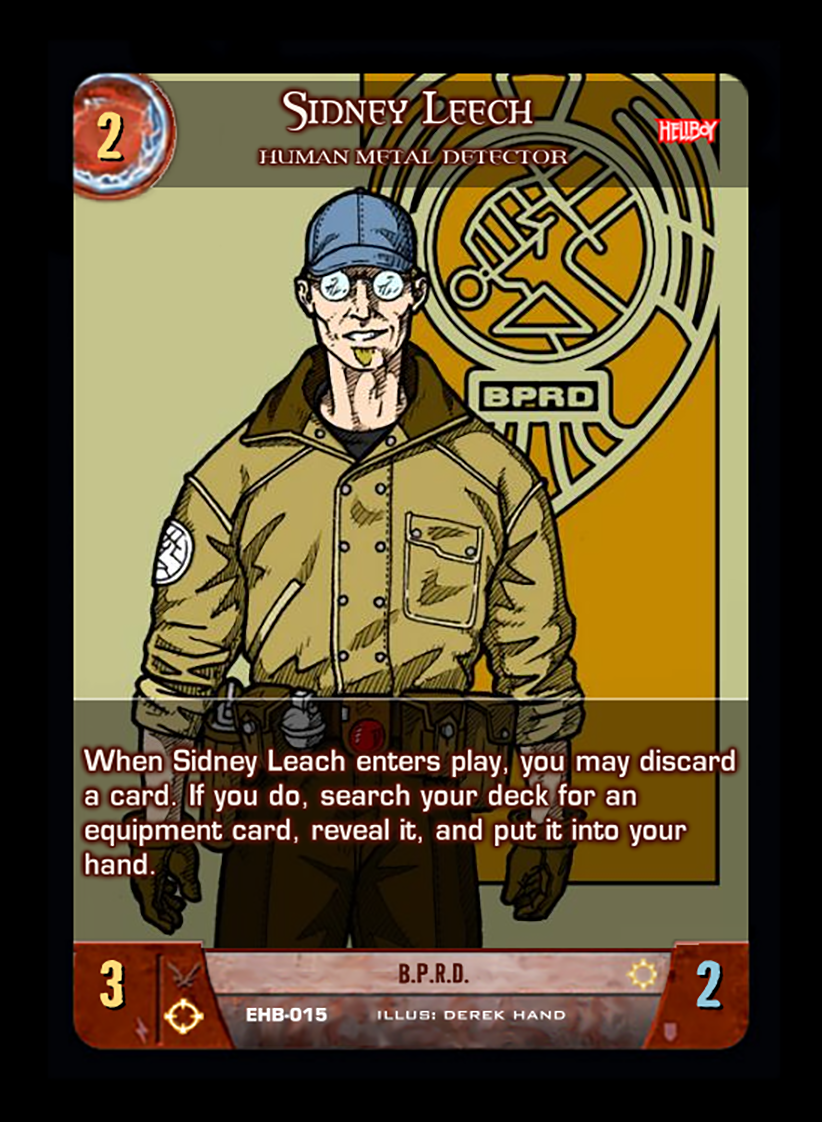 2
SIDNEY LEECH
HUMAN METAL DETECTOR
HELLBOY
BPRD
When Sidney Leach enters play, you may discard
a card. If you do, search your deck for an
equipment card, reveal it, and put it into your
hand.
3
B.P.R.D.
2
EHB-015 ILLUS: DEREK HAND